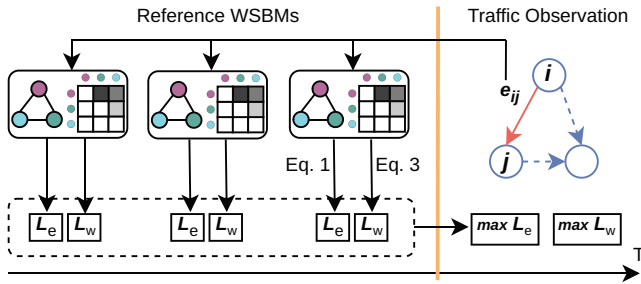 Reference WSBMs
Traffic Observation
e_ij
i
j
Eq. 1
Eq. 3
L_e
L_w
L_e
L_w
L_e
L_w
max L_e
max L_w
T